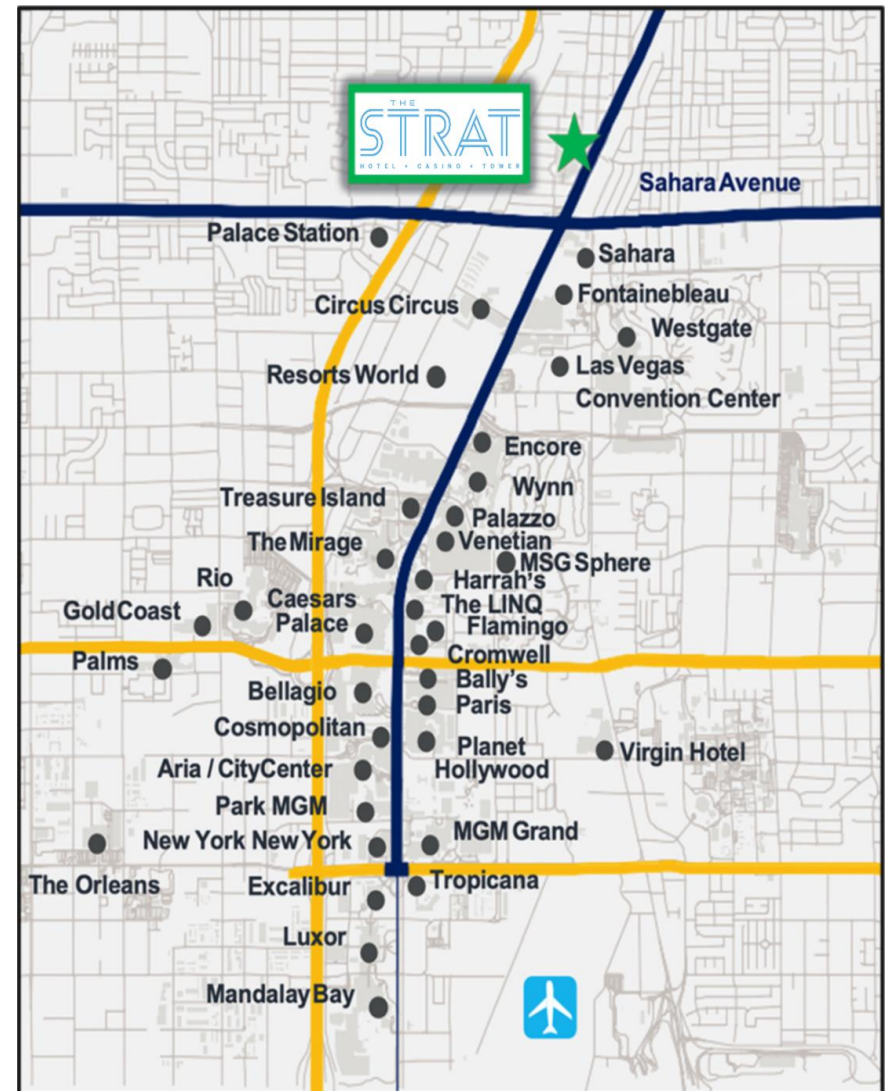 THE
STRAT
HOTEL • CASINO • TOWER
Sahara Avenue
Palace Station
Sahara
Fontainebleau
Circus Circus
Westgate
Resorts World
Las Vegas
Convention Center
Encore
Wynn
Treasure Island
Palazzo
Venetian
The Mirage
MSG Sphere
Harrah's
Rio
Caesars
Palace
The LINQ
Gold Coast
Flamingo
Cromwell
Palms
Bally's
Bellagio
Paris
Cosmopolitan
Planet
Hollywood
Virgin Hotel
Aria / CityCenter
Park MGM
MGM Grand
New York New York
The Orleans
Excalibur
Tropicana
Luxor
Mandalay Bay